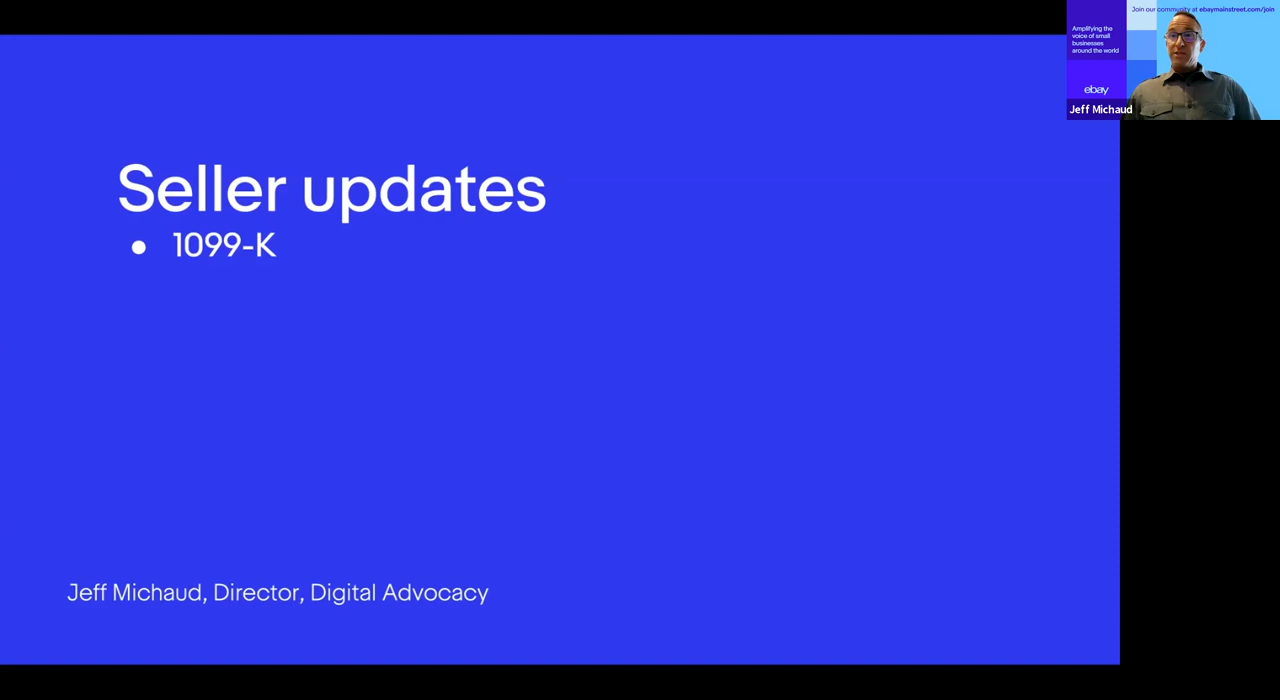 Join our community at ebaymainstreet.com/join
Amplifying the
voice of small
businesses
around the world
ebay
Jeff Michaud
Seller updates
● 1099-K
Jeff Michaud, Director, Digital Advocacy